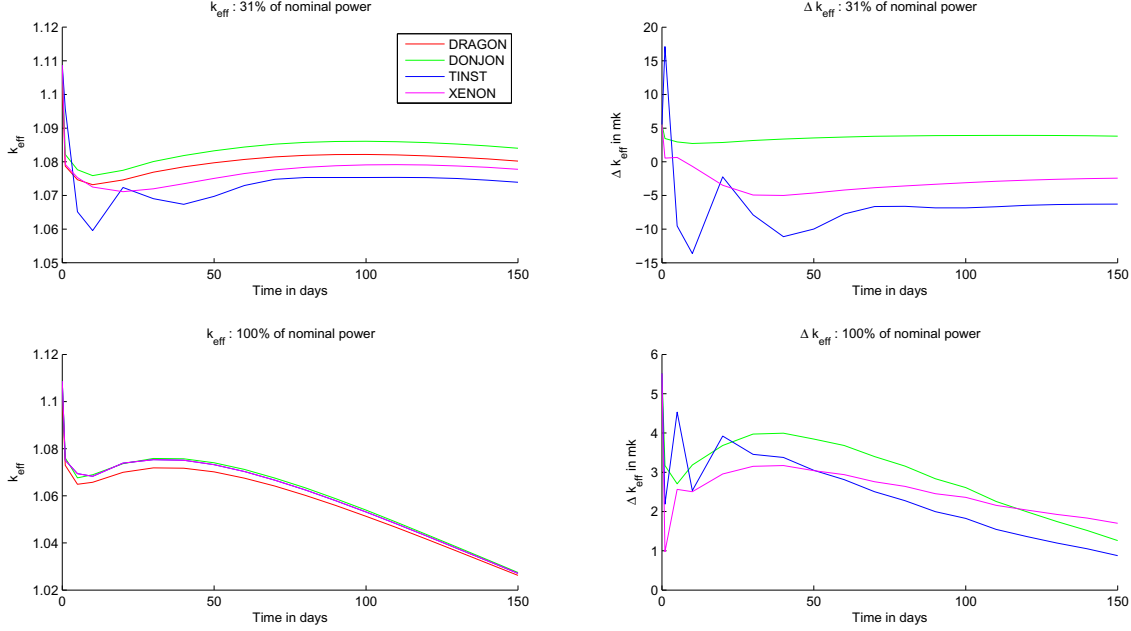 k_eff : 31% of nominal power
1.12
1.11
1.1
1.09
1.08
1.07
1.06
1.05
k_eff
0
50
100
150
Time in days
DRAGON
DONJON
TINST
XENON
Δ k_eff : 31% of nominal power
20
15
10
5
0
−5
−10
−15
Δ k_eff in mk
0
50
100
150
Time in days
k_eff : 100% of nominal power
1.12
1.1
1.08
1.06
1.04
1.02
k_eff
0
50
100
150
Time in days
Δ k_eff : 100% of nominal power
6
5
4
3
2
1
0
Δ k_eff in mk
0
50
100
150
Time in days